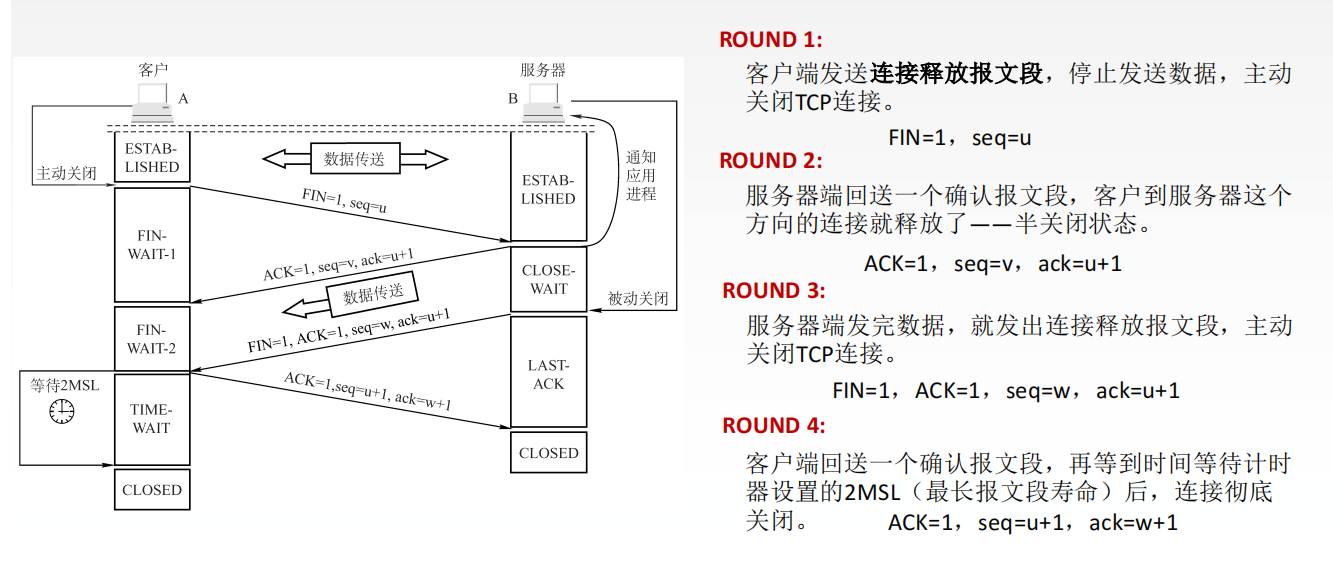 客户
A
服务器
B
主动关闭
ESTAB-
LISHED
数据传送
通知
应用
进程
ESTAB-
LISHED
FIN=1, seq=u
FIN-
WAIT-1
ACK=1, seq=v, ack=u+1
CLOSE-
WAIT
被动关闭
数据传送
FIN=1, ACK=1, seq=w, ack=u+1
FIN-
WAIT-2
LAST-
ACK
等待2MSL
ACK=1,seq=u+1, ack=w+1
TIME-
WAIT
CLOSED
CLOSED
ROUND 1:
客户端发送连接释放报文段，停止发送数据，主动
关闭TCP连接。
FIN=1，seq=u
ROUND 2:
服务器端回送一个确认报文段，客户到服务器这个
方向的连接就释放了——半关闭状态。
ACK=1，seq=v，ack=u+1
ROUND 3:
服务器端发完数据，就发出连接释放报文段，主动
关闭TCP连接。
FIN=1，ACK=1，seq=w，ack=u+1
ROUND 4:
客户端回送一个确认报文段，再等到时间等待计时
器设置的2MSL（最长报文段寿命）后，连接彻底
关闭。 ACK=1，seq=u+1，ack=w+1